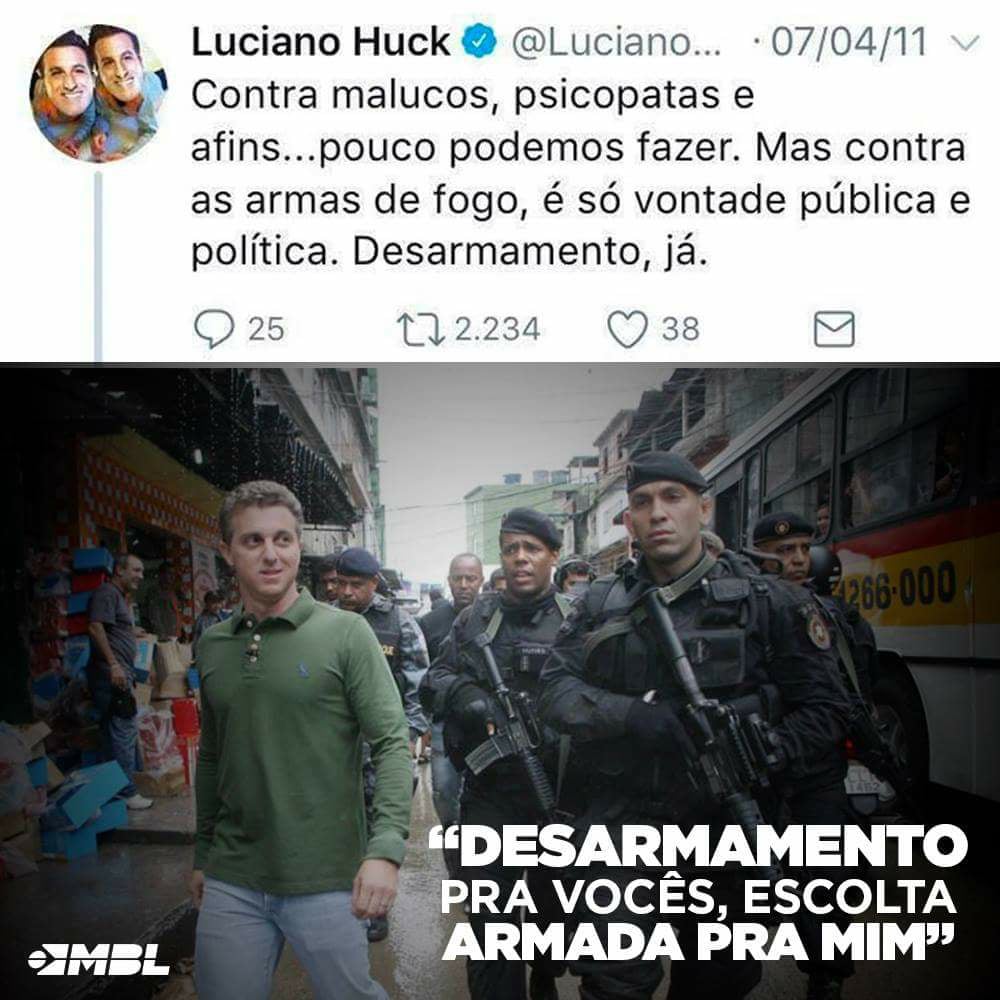 Luciano Huck @Luciano... · 07/04/11
Contra malucos, psicopatas e
afins...pouco podemos fazer. Mas contra
as armas de fogo, é só vontade pública e
política. Desarmamento, já.
25 2.234 38
4266-000
“DESARMAMENTO
PRA VOCÊS, ESCOLTA
ARMADA PRA MIM”
MBL